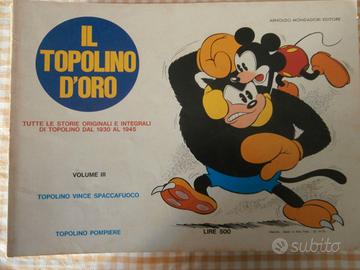 ARNOLDO MONDADORI EDITORE
IL
TOPOLINO
D'ORO
TUTTE LE STORIE ORIGINALI E INTEGRALI
DI TOPOLINO DAL 1930 AL 1945
VOLUME III
TOPOLINO VINCE SPACCAFUOCO
TOPOLINO POMPIERE
LIRE 500
subito